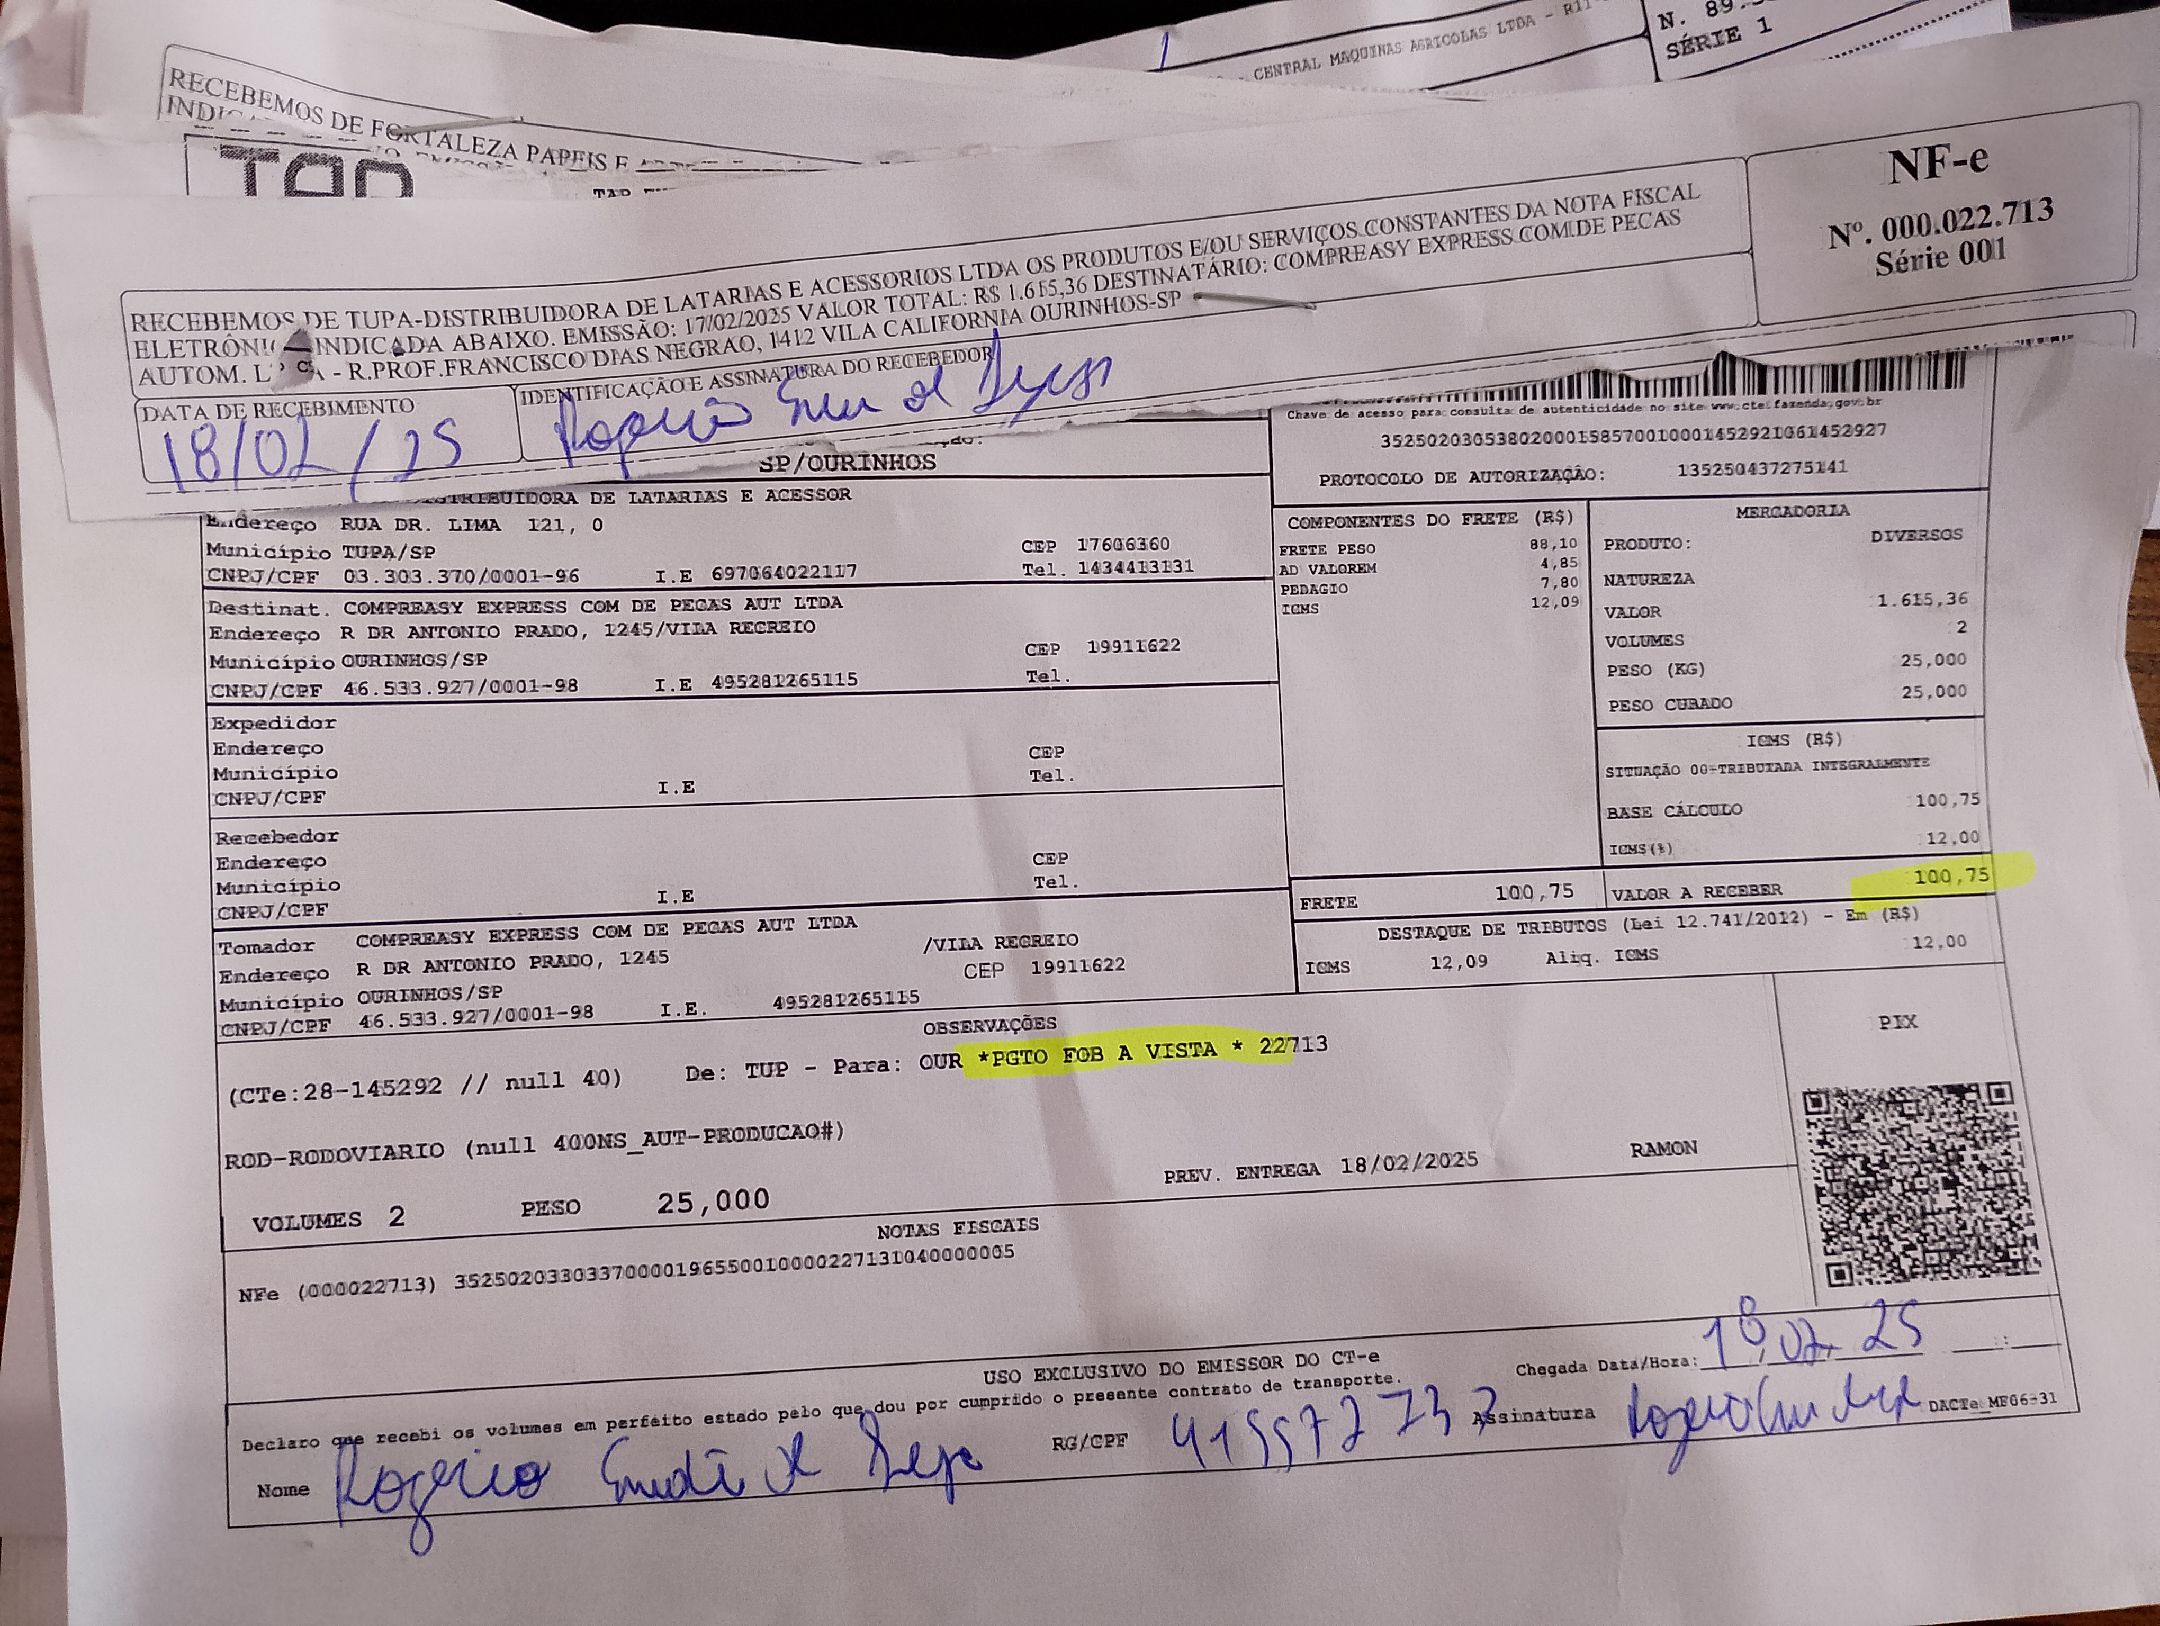 CENTRAL MAQUINAS AGRICOLAS LTDA - R11
N. 89.
SÉRIE 1
RECEBEMOS DE FORTALEZA PAPEIS E
TAP
RECEBEMOS DE TUPA-DISTRIBUIDORA DE LATARIAS E ACESSORIOS LTDA OS PRODUTOS E/OU SERVIÇOS CONSTANTES DA NOTA FISCAL
ELETRÔNI INDICADA ABAIXO. EMISSÃO: 17/02/2025 VALOR TOTAL: R$ 1.615,36 DESTINATÁRIO: COMPREASY EXPRESS COM.DE PECAS
AUTOM. L - R.PROF.FRANCISCO DIAS NEGRAO, 1412 VILA CALIFORNIA OURINHOS-SP
NF-e
Nº. 000.022.713
Série 001
DATA DE RECEBIMENTO
18/02/25
IDENTIFICAÇÃO E ASSINATURA DO RECEBEDOR
Rogerio
SP/OURINHOS
Chave de acesso para consulta de autenticidade no site www.cte.fazenda.gov.br
35250203053802000158570010001452921061452927
PROTOCOLO DE AUTORIZAÇÃO: 135250437275141
TRIBUIDORA DE LATARIAS E ACESSOR
Endereço RUA DR. LIMA 121, 0
Município TUPA/SP CEP 17606360
CNPJ/CPF 03.303.370/0001-96 I.E 697064022117 Tel. 1434413131
Destinat. COMPREASY EXPRESS COM DE PECAS AUT LTDA
Endereço R DR ANTONIO PRADO, 1245/VILA RECREIO
Município OURINHOS/SP CEP 19911622
CNPJ/CPF 46.533.927/0001-98 I.E 495281265115 Tel.
Expedidor
Endereço
Município CEP
CNPJ/CPF I.E Tel.
Recebedor
Endereço
Município CEP
CNPJ/CPF I.E Tel.
Tomador COMPREASY EXPRESS COM DE PECAS AUT LTDA
Endereço R DR ANTONIO PRADO, 1245 /VILA RECREIO
Município OURINHOS/SP CEP 19911622
CNPJ/CPF 46.533.927/0001-98 I.E. 495281265115
COMPONENTES DO FRETE (R$)
FRETE PESO 88,10
AD VALOREM 4,85
PEDAGIO 7,80
ICMS 12,09
MERCADORIA
PRODUTO: DIVERSOS
NATUREZA
VALOR 1.615,36
VOLUMES 2
PESO (KG) 25,000
PESO CUBADO 25,000
ICMS (R$)
SITUAÇÃO 00-TRIBUTADA INTEGRALMENTE
BASE CÁLCULO 100,75
ICMS(%) 12,00
FRETE 100,75 VALOR A RECEBER 100,75
DESTAQUE DE TRIBUTOS (Lei 12.741/2012) - Em (R$)
ICMS 12,09 Aliq. ICMS 12,00
OBSERVAÇÕES
(CTe:28-145292 // null 40) De: TUP - Para: OUR *PGTO FOB A VISTA * 22713
ROD-RODOVIARIO (null 400NS_AUT-PRODUCAO#)
VOLUMES 2 PESO 25,000 PREV. ENTREGA 18/02/2025 RAMON
PIX
NOTAS FISCAIS
NFe (000022713) 35250203303370000196550010000227131040000005
USO EXCLUSIVO DO EMISSOR DO CT-e
Declaro que recebi os volumes em perfeito estado pelo que dou por cumprido o presente contrato de transporte.
Chegada Data/Hora: 18.02.25 :
Nome Rogerio
RG/CPF
Assinatura
DACTe MF06-31